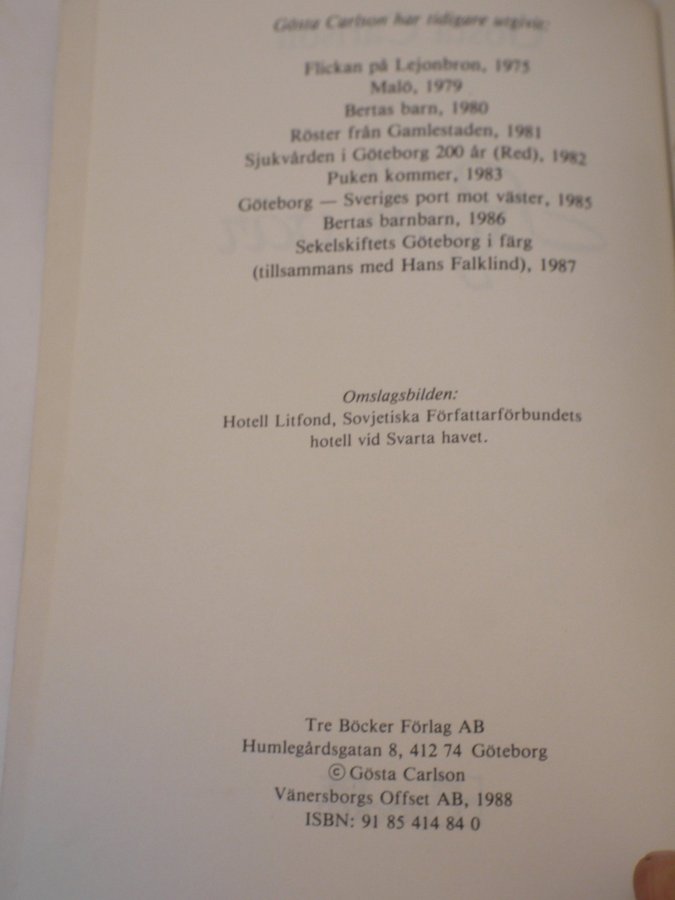 Gösta Carlson har tidigare utgivit:
Flickan på Lejonbron, 1975
Malö, 1979
Bertas barn, 1980
Röster från Gamlestaden, 1981
Sjukvården i Göteborg 200 år (Red), 1982
Puken kommer, 1983
Göteborg — Sveriges port mot väster, 1985
Bertas barnbarn, 1986
Sekelskiftets Göteborg i färg
(tillsammans med Hans Falklind), 1987
Omslagsbilden:
Hotell Litfond, Sovjetiska Författarförbundets
hotell vid Svarta havet.
Tre Böcker Förlag AB
Humlegårdsgatan 8, 412 74 Göteborg
© Gösta Carlson
Vänersborgs Offset AB, 1988
ISBN: 91 85 414 84 0